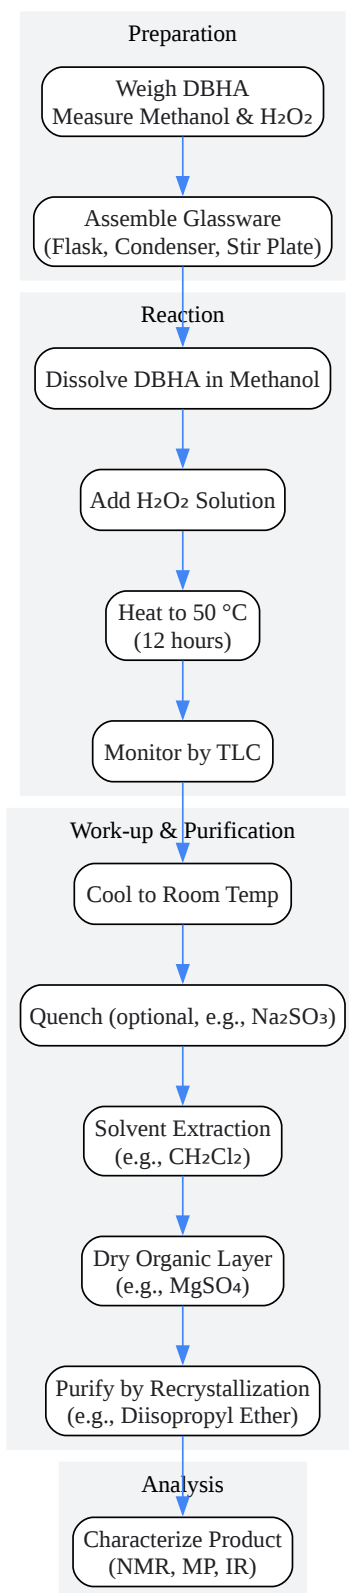 Preparation
Weigh DBHA
Measure Methanol & H₂O₂
Assemble Glassware
(Flask, Condenser, Stir Plate)
Reaction
Dissolve DBHA in Methanol
Add H₂O₂ Solution
Heat to 50 °C
(12 hours)
Monitor by TLC
Work-up & Purification
Cool to Room Temp
Quench (optional, e.g., Na₂SO₃)
Solvent Extraction
(e.g., CH₂Cl₂)
Dry Organic Layer
(e.g., MgSO₄)
Purify by Recrystallization
(e.g., Diisopropyl Ether)
Analysis
Characterize Product
(NMR, MP, IR)